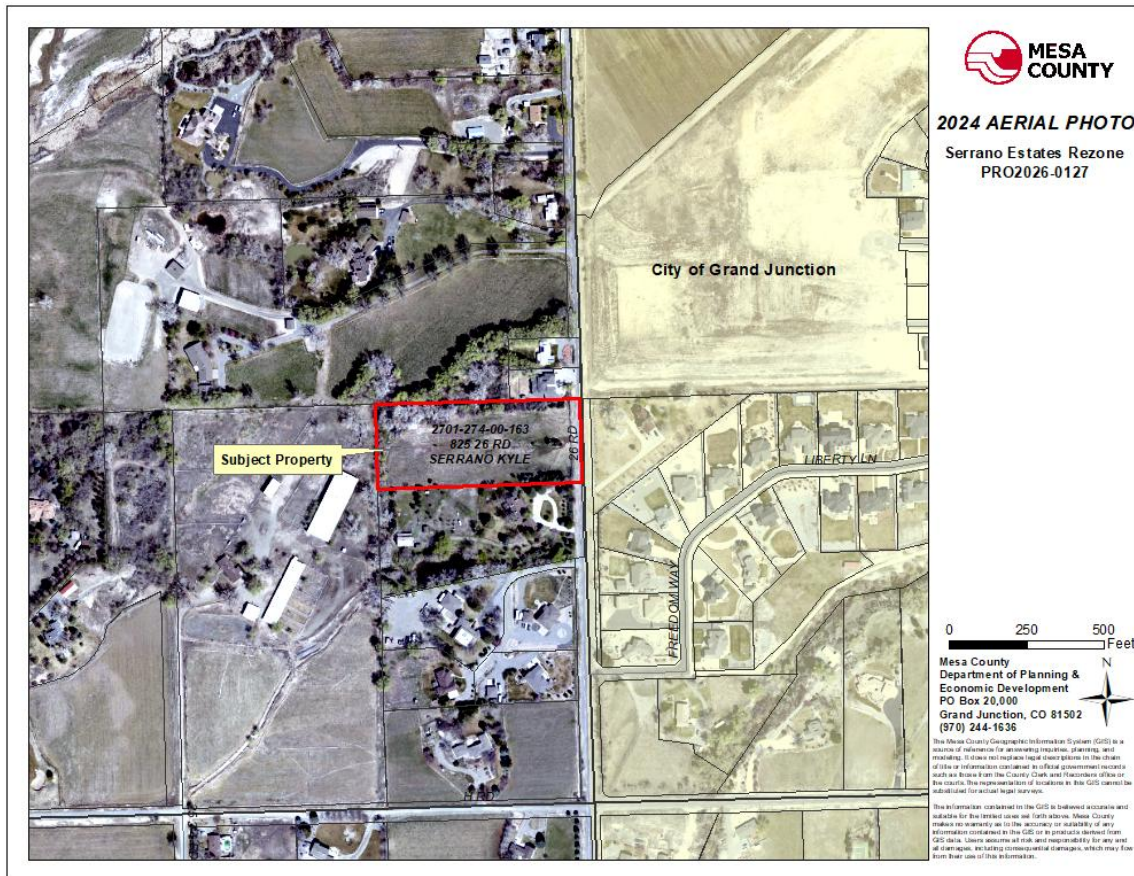 MESA
COUNTY
2024 AERIAL PHOTO
Serrano Estates Rezone
PRO2026-0127
City of Grand Junction
2701-274-00-163
825 26 RD
SERRANO KYLE
26 RD
Subject Property
LIBERTY LN
FREEDOM WAY
0 250 500
Feet
Mesa County
Department of Planning &
Economic Development
PO Box 20,000
Grand Junction, CO 81502
(970) 244-1636
N
The Mesa County Geographic Information System (GIS) is a
source of reference for answering inquiries, planning, and
modeling. It does not replace legal descriptions in the chain
of title or information contained in official government records
such as those from the County Clerk and Recorders office or
the courts. The representation of locations in this GIS cannot be
substituted for actual legal surveys.
The information contained in the GIS is believed accurate and
suitable for the limited uses set forth above. Mesa County
makes no warranty as to the accuracy or suitability of any
information contained in the GIS or in products derived from
GIS data. Users assume all risk and responsibility for any and
all damages, including consequential damages, which may flow
from their use of this information.